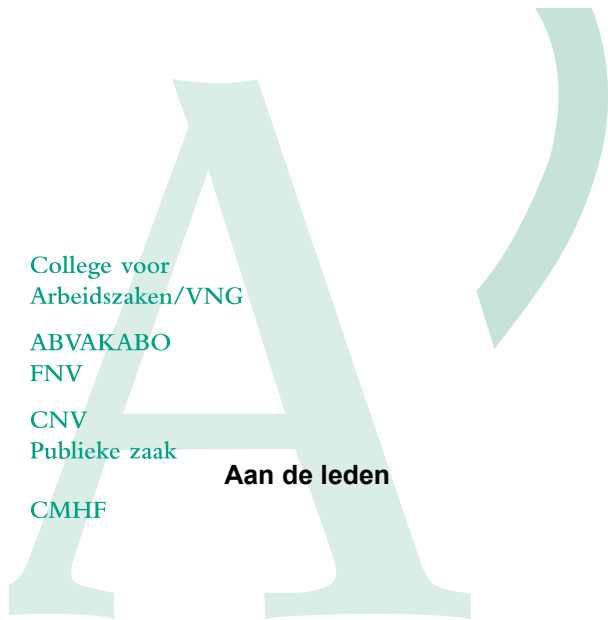 College voor
Arbeidszaken/VNG
ABVAKABO
FNV
CNV
Publieke zaak
Aan de leden
CMHF